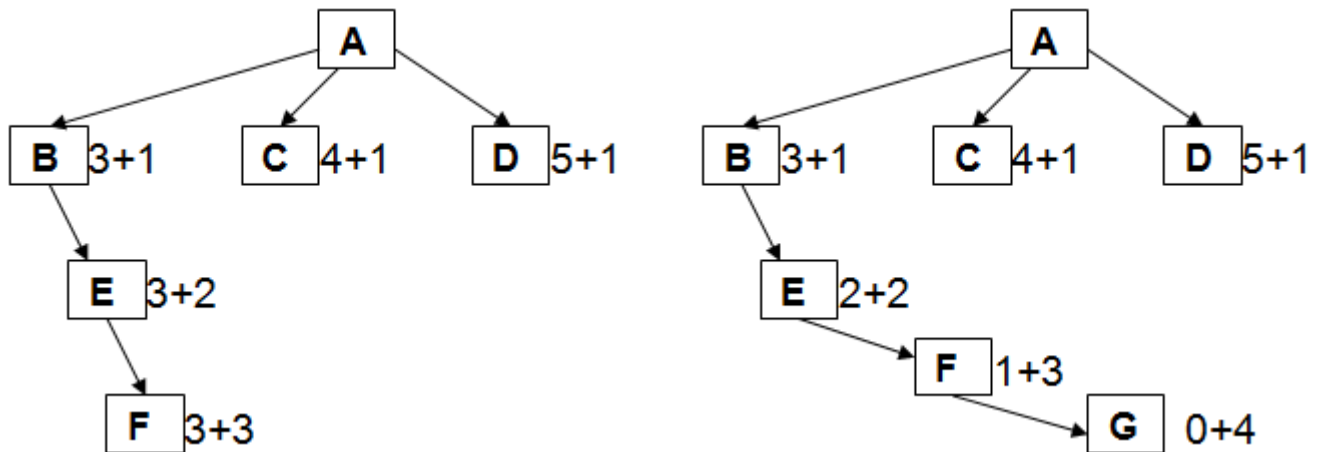 A A
B 3+1 C 4+1 D 5+1 B 3+1 C 4+1 D 5+1
E 3+2 E 2+2
F 1+3
F 3+3 G 0+4